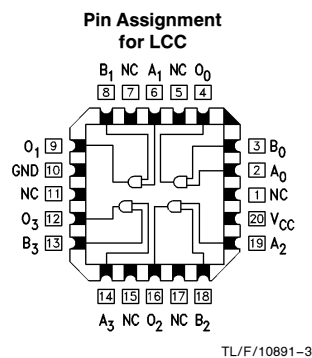 Pin Assignment
for LCC
B1 NC A1 NC O0
8 7 6 5 4
O1 9
GND 10
NC 11
O3 12
B3 13
3 B0
2 A0
1 NC
20 VCC
19 A2
14 15 16 17 18
A3 NC O2 NC B2
TL/F/10891–3